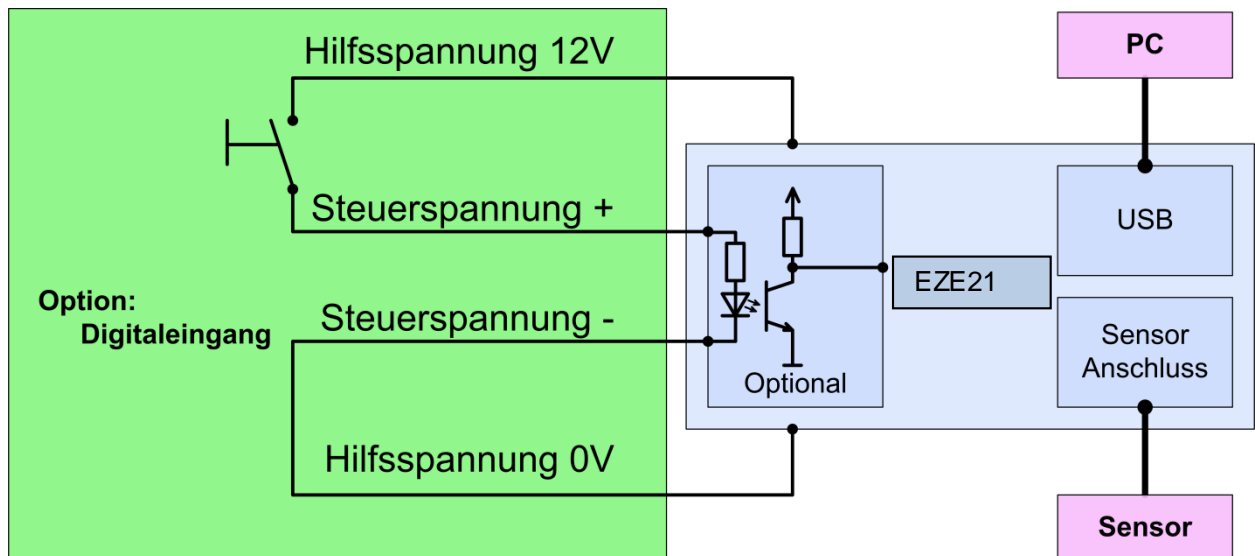 Hilfsspannung 12V
Steuerspannung +
Option:
Digitaleingang
Steuerspannung -
Hilfsspannung 0V
Optional
EZE21
PC
USB
Sensor
Anschluss
Sensor